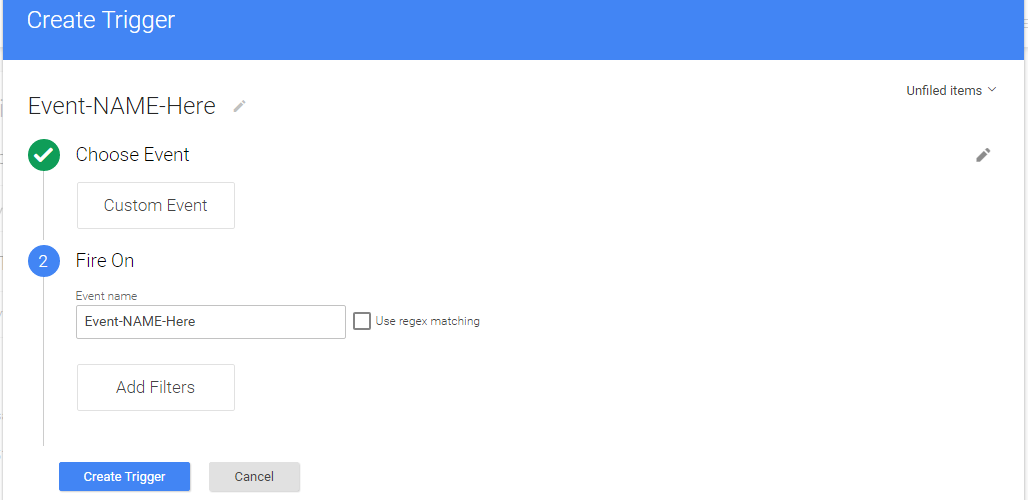 Create Trigger
Unfiled items
Event-NAME-Here
Choose Event
Custom Event
2 Fire On
Event name
Event-NAME-Here Use regex matching
Add Filters
Create Trigger Cancel